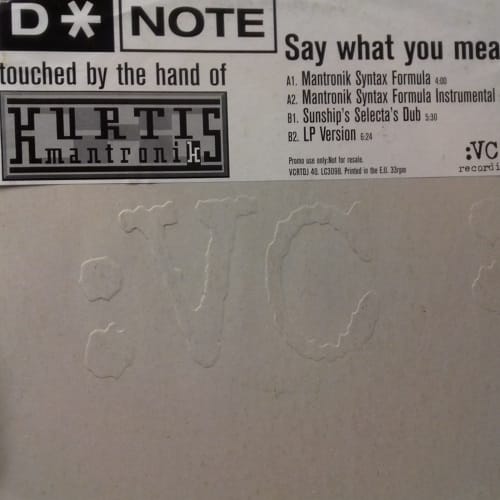 D*NOTE
Say what you mea
touched by the hand of
KURTIS
mantronik
A1. Mantronik Syntax Formula 4:00
A2. Mantronik Syntax Formula Instrumental
B1. Sunship's Selecta's Dub 5:30
B2. LP Version 6:24
Promo use only:Not for resale.
VCRTDJ 40. LC3098. Printed in the E.U. 33rpm
:VC
recordi
:VC